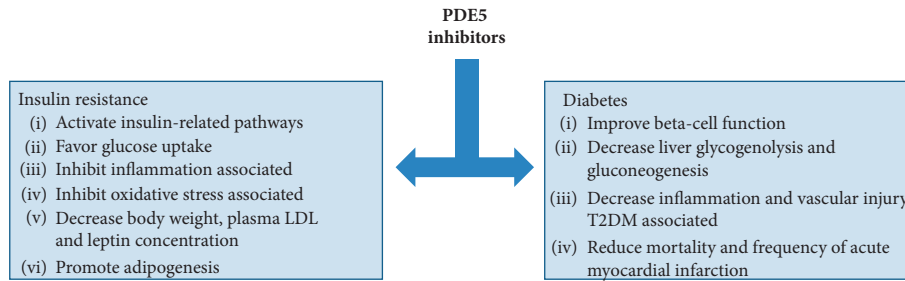 PDE5
inhibitors
Insulin resistance
(i) Activate insulin-related pathways
(ii) Favor glucose uptake
(iii) Inhibit inflammation associated
(iv) Inhibit oxidative stress associated
(v) Decrease body weight, plasma LDL
and leptin concentration
(vi) Promote adipogenesis
Diabetes
(i) Improve beta-cell function
(ii) Decrease liver glycogenolysis and
gluconeogenesis
(iii) Decrease inflammation and vascular injury
T2DM associated
(iv) Reduce mortality and frequency of acute
myocardial infarction